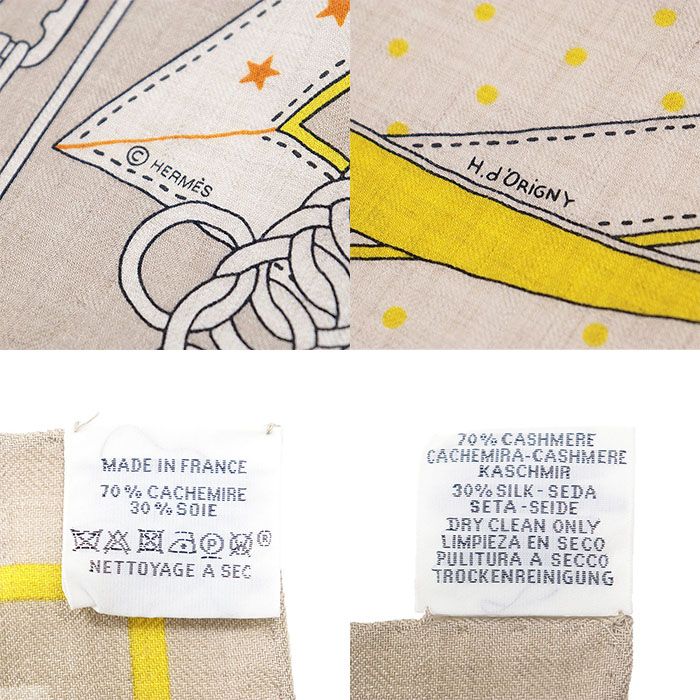 © HERMÈS
H. d'ORIGNY
MADE IN FRANCE
70% CACHEMIRE
30% SOIE
®
NETTOYAGE A SEC
70% CASHMERE
CACHEMIRA-CASHMERE
KASCHMIR
30% SILK - SEDA
SETA - SEIDE
DRY CLEAN ONLY
LIMPIEZA EN SECO
PULITURA A SECCO
TROCKENREINIGUNG